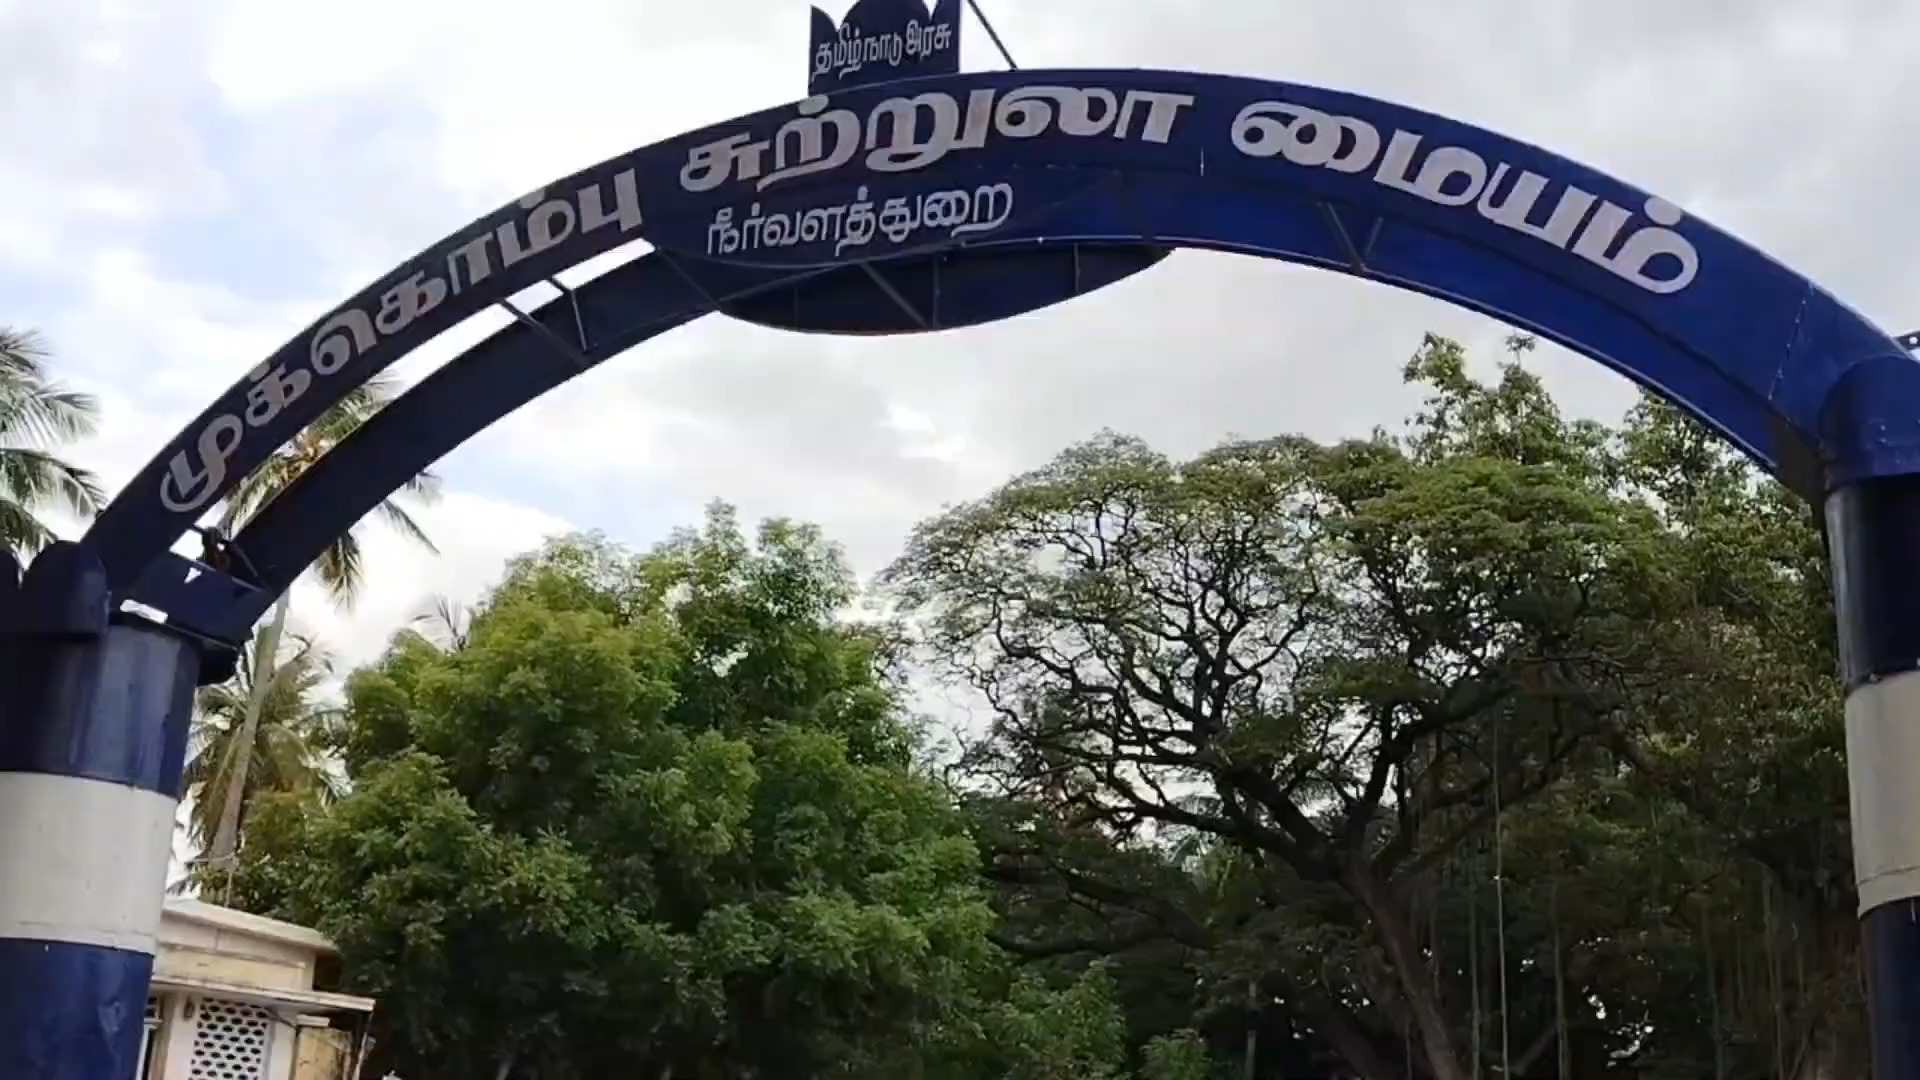 தமிழ்நாடு அரசு
முக்கொம்பு சுற்றுலா மையம்
நீர்வளத்துறை